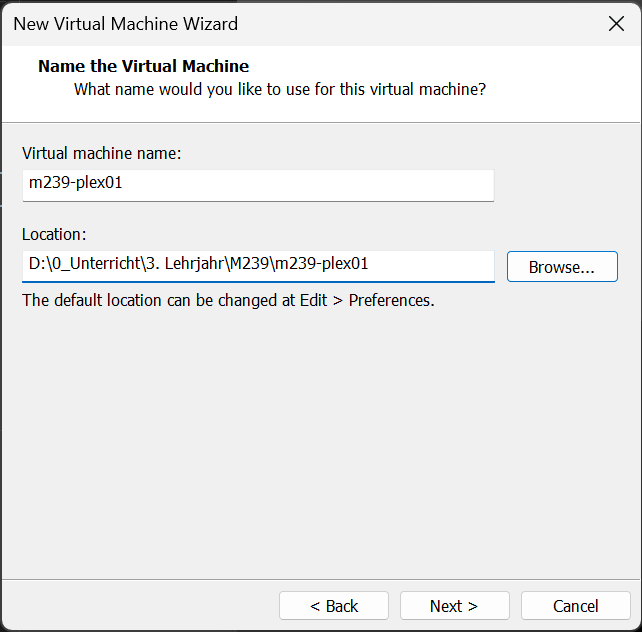 New Virtual Machine Wizard
Name the Virtual Machine
What name would you like to use for this virtual machine?
Virtual machine name:
m239-plex01
Location:
D:\0_Unterricht\3. Lehrjahr\M239\m239-plex01
Browse...
The default location can be changed at Edit > Preferences.
< Back
Next >
Cancel